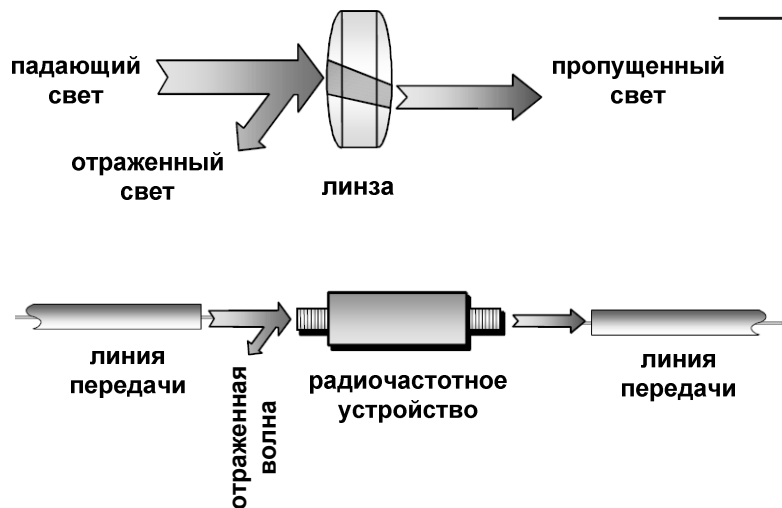 падающий
свет
пропущенный
свет
отраженный
свет
линза
линия
передачи
отраженная
волна
радиочастотное
устройство
линия
передачи